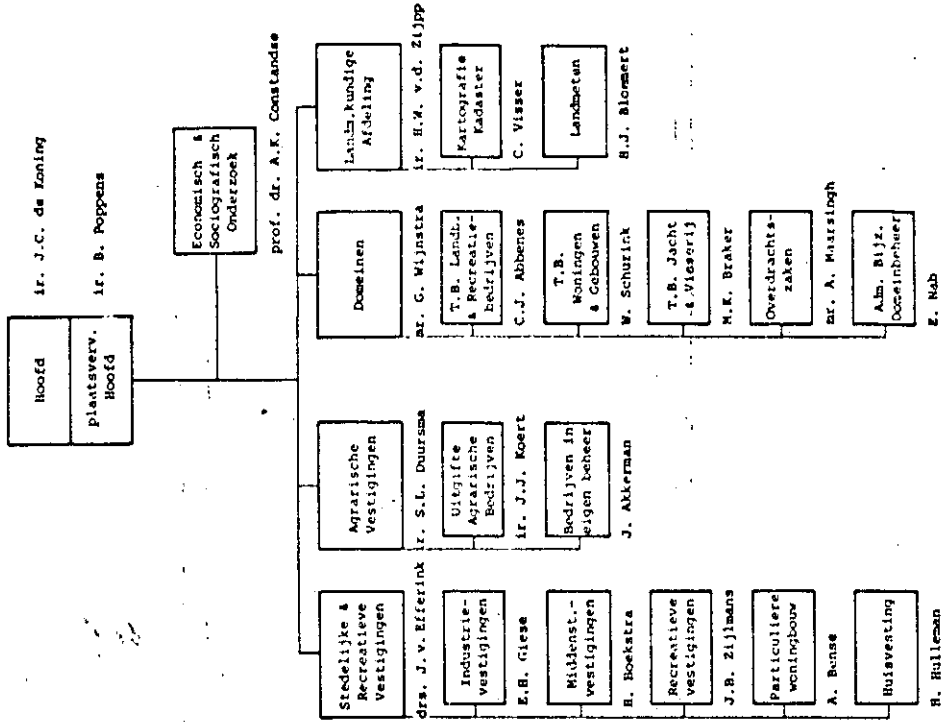 Hoofd
ir. J.C. de Koning
plaatsverv.
Hoofd
ir. B. Poppens
Economisch &
Sociografisch
Onderzoek
prof. dr. A.K. Constandse
Stedelijke &
Recreatieve
Vestigingen
drs. J. v. Efferink
Industrie-
vestigingen
E.H. Giese
Middenst.-
vestigingen
H. Boekstra
Recreatieve
vestigingen
J.B. Zijlmans
Particuliere
woningbouw
A. Bense
Huisvesting
H. Hulleman
Agrarische
Vestigingen
ir. S.L. Duursma
Uitgifte
Agrarische
Bedrijven
ir. J.J. Koert
Bedrijven in
eigen beheer
J. Akkerman
Domeinen
mr. G. Wijnstra
T.B. Landb.
& Recreatie-
bedrijven
C.J. Abbenes
T.B.
Woningen
& Gebouwen
W. Schurink
T.B. Jacht
& Visserij
M.K. Braker
Overdrachts-
zaken
mr. A. Maarsingh
Adm. Bijz.
Domeinbeheer
E. Nab
Landm.kundige
Afdeling
ir. H.W. v.d. Zijpp
Kartografie
Kadaster
C. Visser
Landmeten
H.J. Blommert